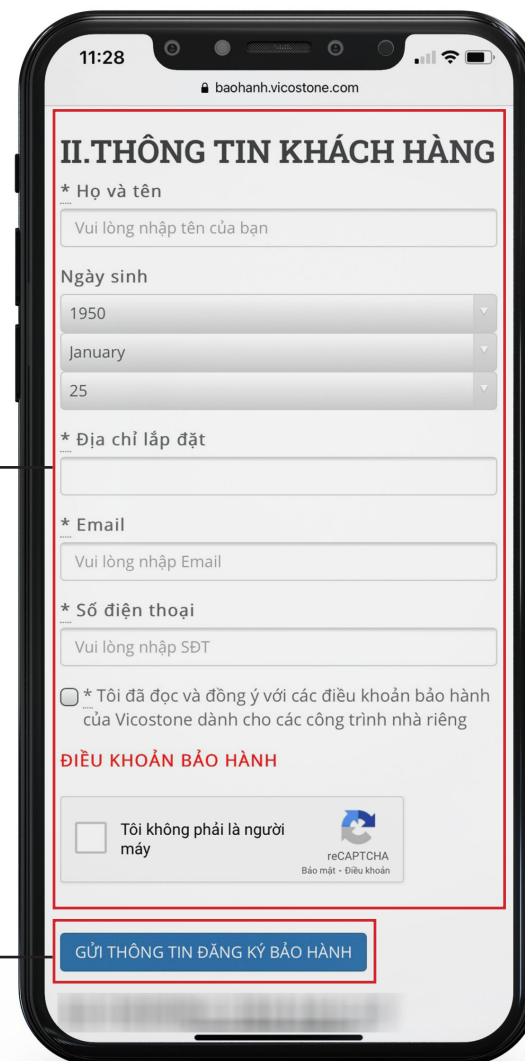 11:28
baohanh.vicostone.com
II.THÔNG TIN KHÁCH HÀNG
* Họ và tên
Vui lòng nhập tên của bạn
Ngày sinh
1950
January
25
* Địa chỉ lắp đặt
* Email
Vui lòng nhập Email
* Số điện thoại
Vui lòng nhập SĐT
* Tôi đã đọc và đồng ý với các điều khoản bảo hành
của Vicostone dành cho các công trình nhà riêng
ĐIỀU KHOẢN BẢO HÀNH
Tôi không phải là người
máy
reCAPTCHA
Bảo mật - Điều khoản
GỬI THÔNG TIN ĐĂNG KÝ BẢO HÀNH